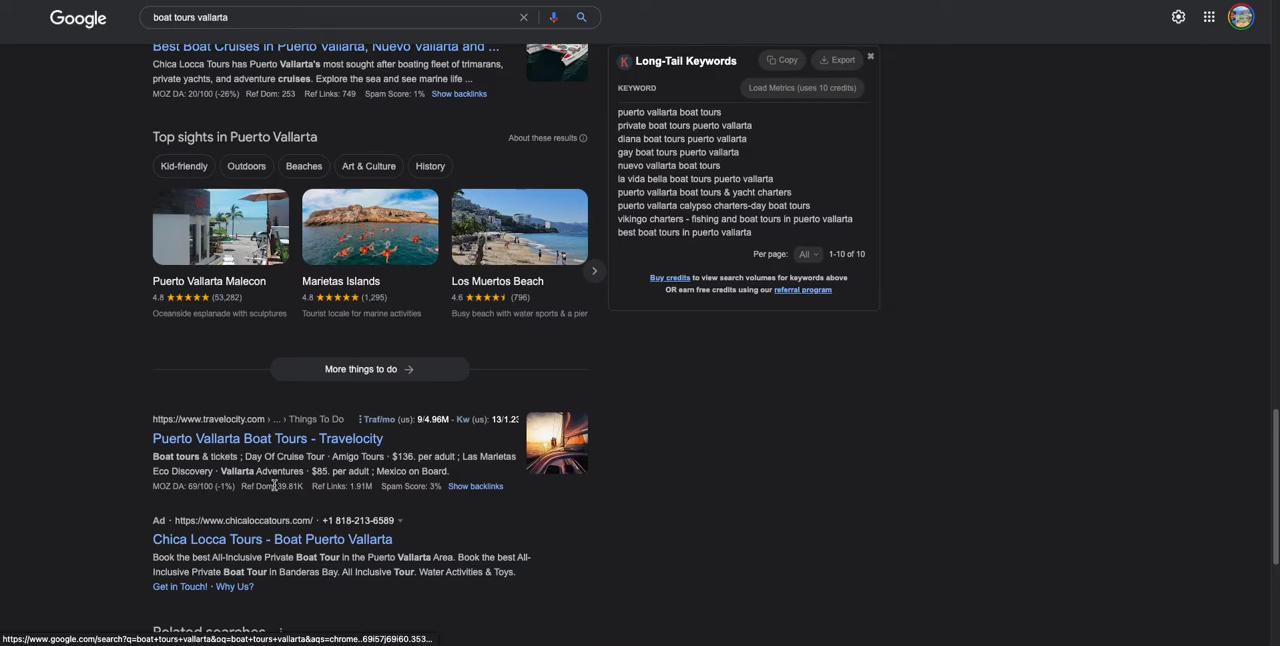 Google
boat tours vallarta
Best Boat Cruises in Puerto Vallarta, Nuevo Vallarta and ...
Chica Locca Tours has Puerto Vallarta's most sought after boating fleet of trimarans,
private yachts, and adventure cruises. Explore the sea and see marine life ...
MOZ DA: 20/100 (-26%) Ref Dom: 253 Ref Links: 749 Spam Score: 1% Show backlinks
Top sights in Puerto Vallarta
About these results
Kid-friendly
Outdoors
Beaches
Art & Culture
History
Puerto Vallarta Malecon
4.8 (53,282)
Oceanside esplanade with sculptures
Marietas Islands
4.8 (1,295)
Tourist locale for marine activities
Los Muertos Beach
4.6 (796)
Busy beach with water sports & a pier
More things to do →
https://www.travelocity.com › ... › Things To Do
Traf/mo (us): 9/4.96M - Kw (us): 13/1.23
Puerto Vallarta Boat Tours - Travelocity
Boat tours & tickets ; Day Of Cruise Tour · Amigo Tours · $136. per adult ; Las Marietas
Eco Discovery · Vallarta Adventures · $85. per adult ; Mexico on Board.
MOZ DA: 69/100 (-1%) Ref Dom: 39.81K Ref Links: 1.91M Spam Score: 3% Show backlinks
Ad · https://www.chicaloccatours.com/ · +1 818-213-6589
Chica Locca Tours - Boat Puerto Vallarta
Book the best All-Inclusive Private Boat Tour in the Puerto Vallarta Area. Book the best All-
Inclusive Private Boat Tour in Banderas Bay. All Inclusive Tour. Water Activities & Toys.
Get in Touch! · Why Us?
Related searches
https://www.google.com/search?q=boat+tours+vallarta&oq=boat+tours+vallarta&aqs=chrome..69i57j69i60.353...
K Long-Tail Keywords
Copy
Export
KEYWORD
Load Metrics (uses 10 credits)
puerto vallarta boat tours
private boat tours puerto vallarta
diana boat tours puerto vallarta
gay boat tours puerto vallarta
nuevo vallarta boat tours
la vida bella boat tours puerto vallarta
puerto vallarta boat tours & yacht charters
puerto vallarta calypso charters-day boat tours
vikingo charters - fishing and boat tours in puerto vallarta
best boat tours in puerto vallarta
Per page: All 1-10 of 10
Buy credits to view search volumes for keywords above
OR earn free credits using our referral program